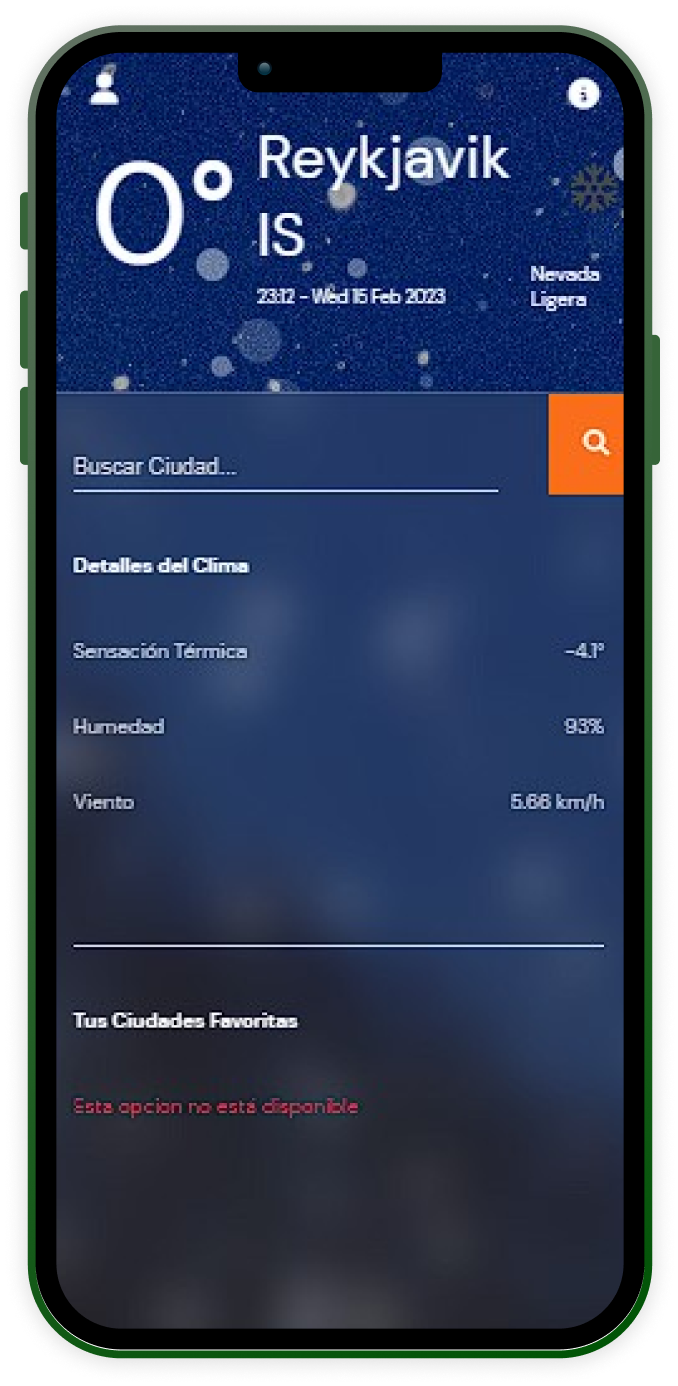 0°
Reykjavik
IS
23:12 - Wed 15 Feb 2023
Nevada
Ligera
Buscar Ciudad...
Detalles del Clima
Sensación Térmica -4.1°
Humedad 93%
Viento 5.66 km/h
Tus Ciudades Favoritas
Esta opcion no está disponible